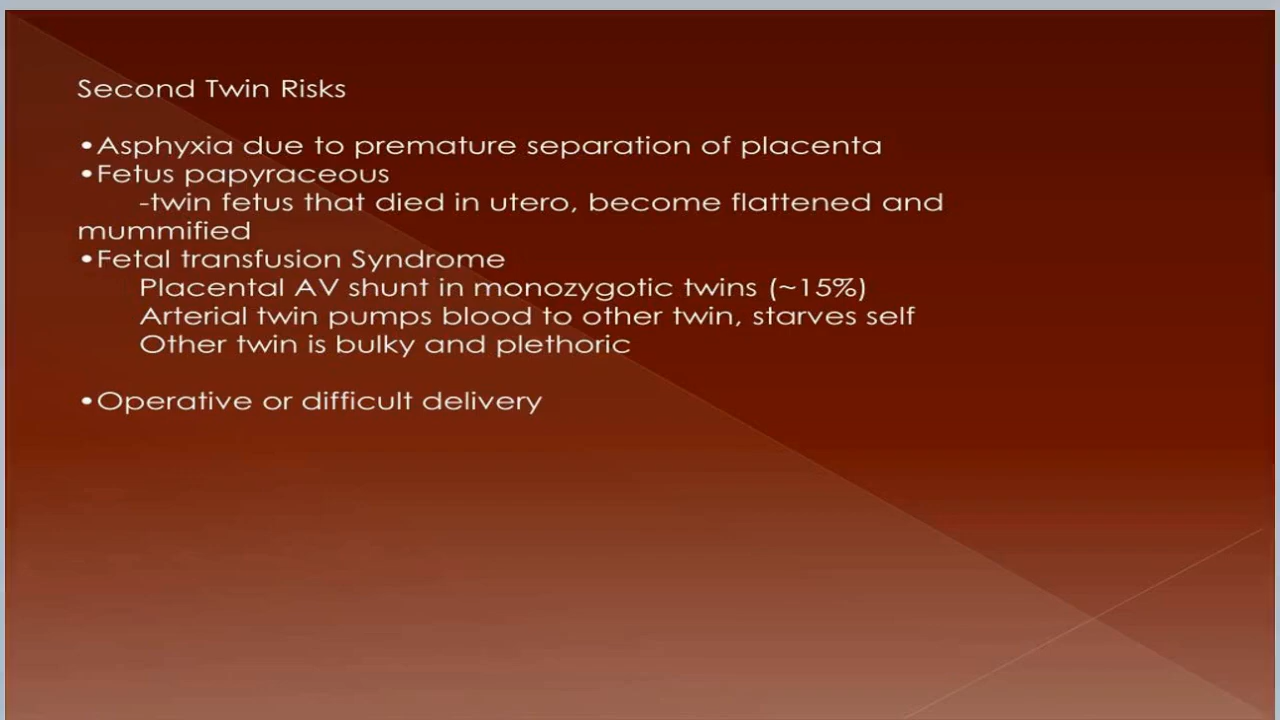 Second Twin Risks
•Asphyxia due to premature separation of placenta
•Fetus papyraceous
-twin fetus that died in utero, become flattened and
mummified
•Fetal transfusion Syndrome
Placental AV shunt in monozygotic twins (~15%)
Arterial twin pumps blood to other twin, starves self
Other twin is bulky and plethoric
•Operative or difficult delivery